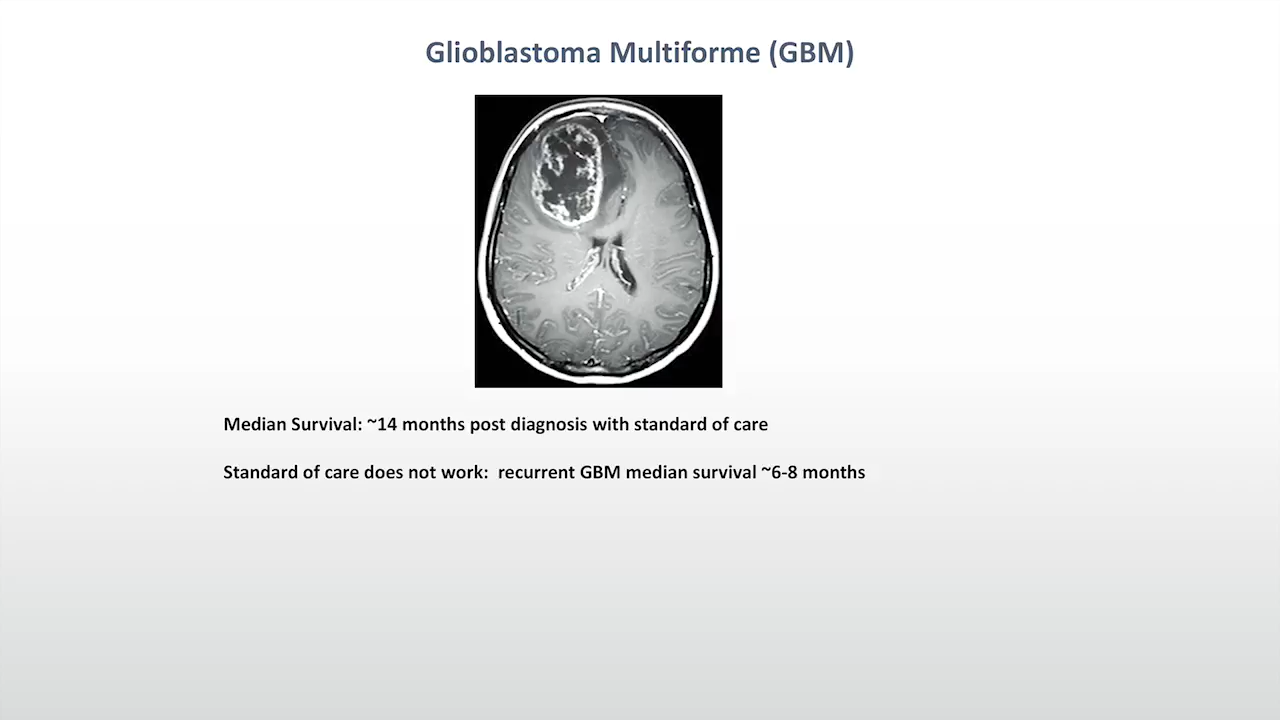 Glioblastoma Multiforme (GBM)
Median Survival: ~14 months post diagnosis with standard of care
Standard of care does not work:  recurrent GBM median survival ~6-8 months